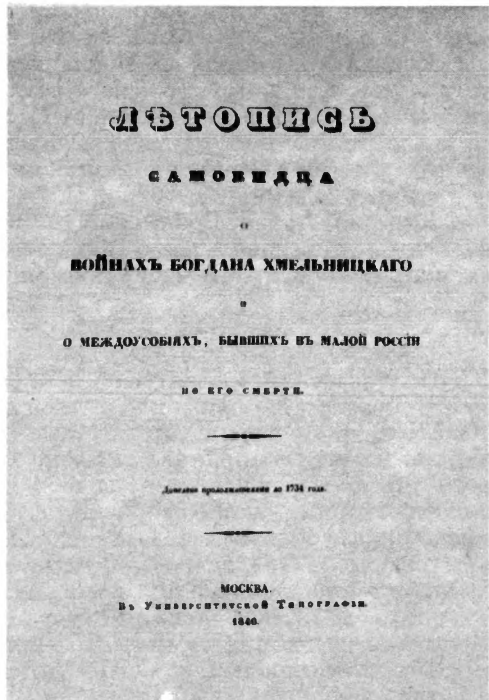 ЛѢТОПИСЬ
САМОВИДЦА
О
ВОЙНАХЪ БОГДАНА ХМЕЛЬНИЦКАГО
И
О МЕЖДОУСОБІЯХЪ, БЫВШИХЪ ВЪ МАЛОЙ РОССІИ
ПО ЕГО СМЕРТИ.
Доведена продолжателями до 1734 года.
МОСКВА.
Въ Университетской Типографіи.
1846.